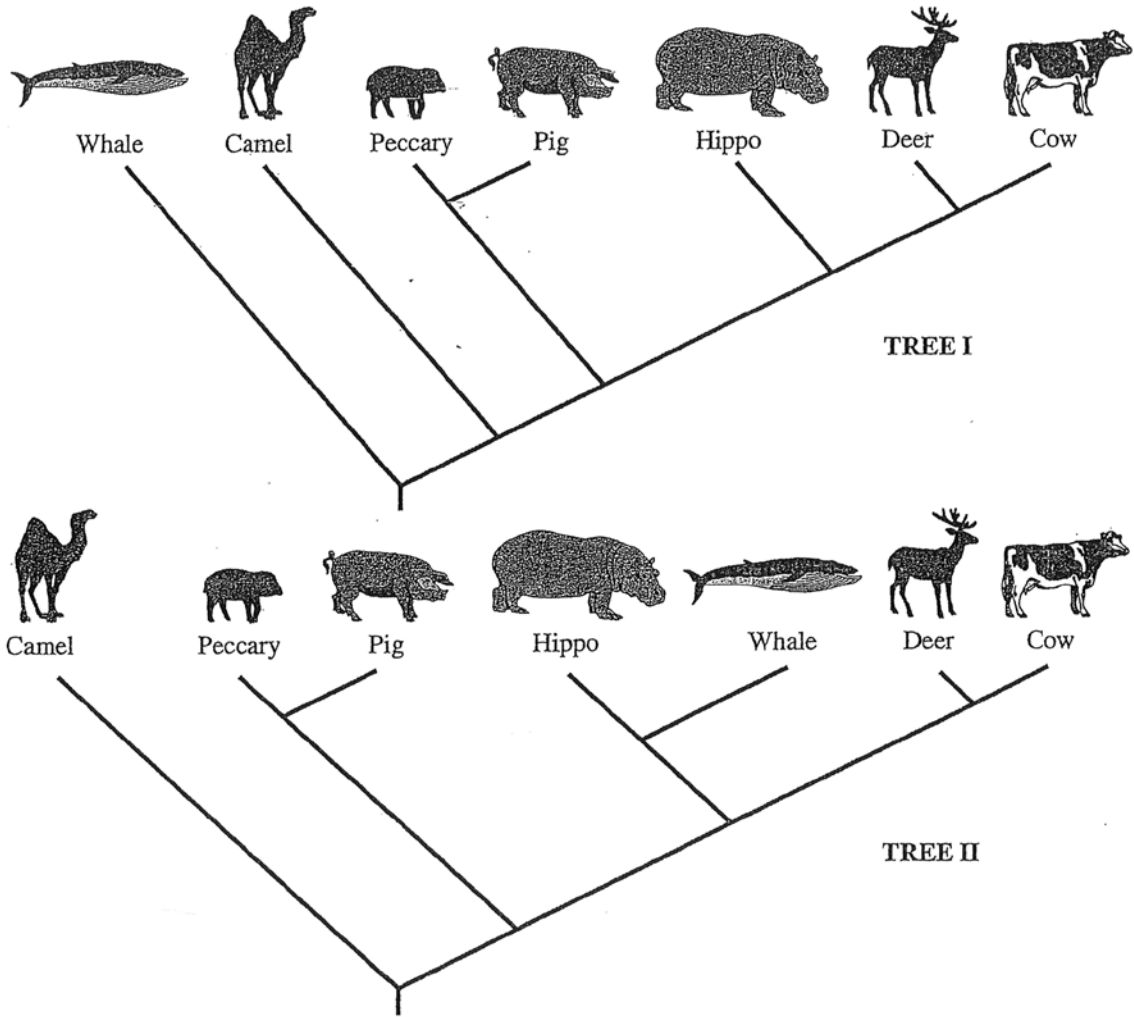 Whale Camel Peccary Pig Hippo Deer Cow
TREE I
Camel Peccary Pig Hippo Whale Deer Cow
TREE II